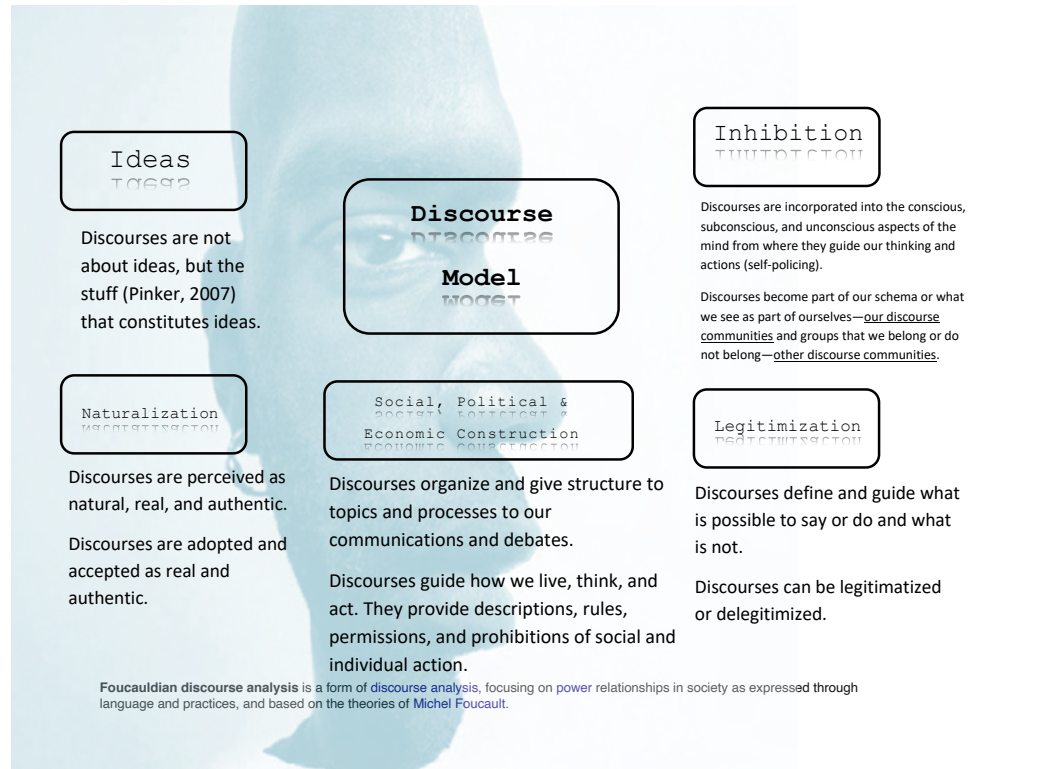 Ideas
Discourses are not
about ideas, but the
stuff (Pinker, 2007)
that constitutes ideas.
Discourse
Model
Inhibition
Discourses are incorporated into the conscious,
subconscious, and unconscious aspects of the
mind from where they guide our thinking and
actions (self-policing).
Discourses become part of our schema or what
we see as part of ourselves—our discourse
communities and groups that we belong or do
not belong—other discourse communities.
Naturalization
Discourses are perceived as
natural, real, and authentic.
Discourses are adopted and
accepted as real and
authentic.
Social, Political &
Economic Construction
Discourses organize and give structure to
topics and processes to our
communications and debates.
Discourses guide how we live, think, and
act. They provide descriptions, rules,
permissions, and prohibitions of social and
individual action.
Legitimization
Discourses define and guide what
is possible to say or do and what
is not.
Discourses can be legitimatized
or delegitimized.
Foucauldian discourse analysis is a form of discourse analysis, focusing on power relationships in society as expressed through
language and practices, and based on the theories of Michel Foucault.